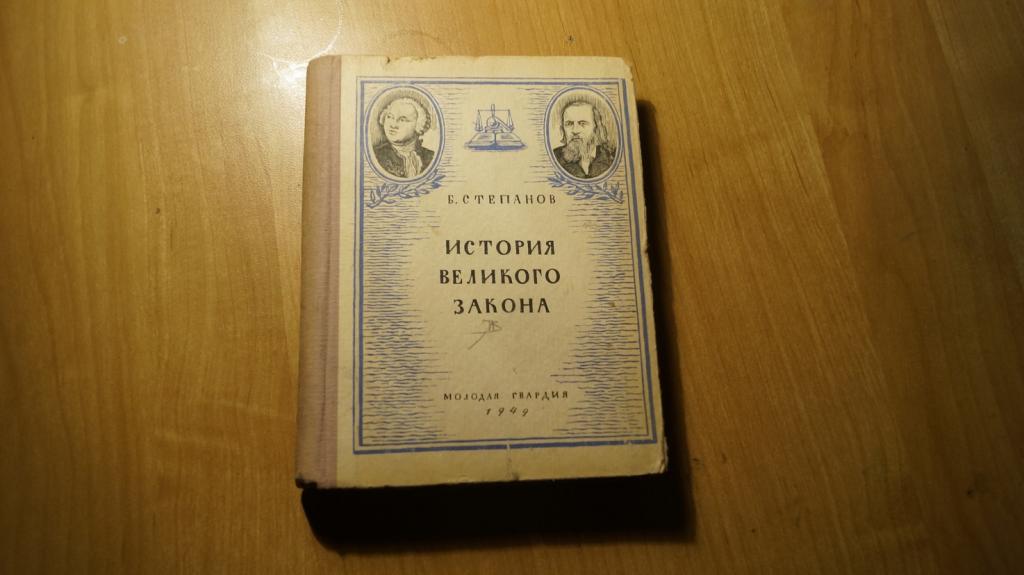 Б. СТЕПАНОВ
ИСТОРИЯ
ВЕЛИКОГО
ЗАКОНА
МОЛОДАЯ ГВАРДИЯ
1949